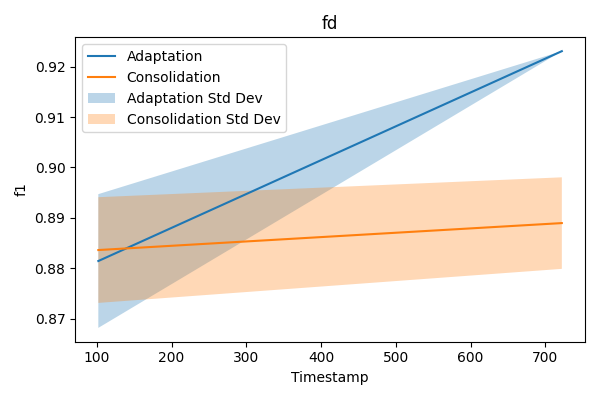 fd
Adaptation
Consolidation
Adaptation Std Dev
Consolidation Std Dev
f1
0.92
0.91
0.90
0.89
0.88
0.87
100 200 300 400 500 600 700
Timestamp